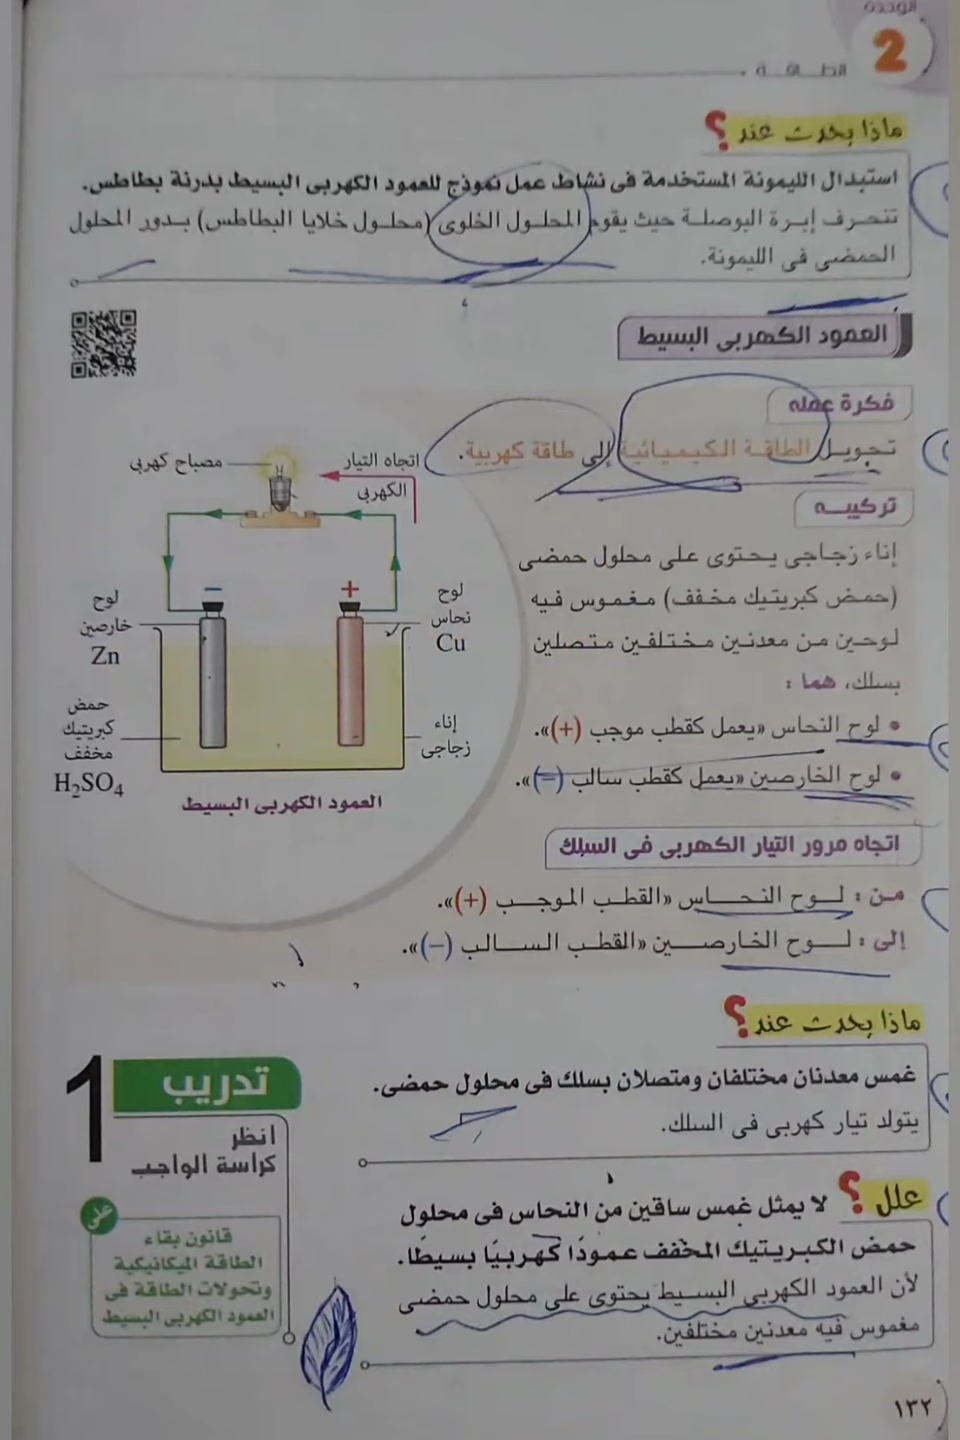 الوحدة
2
الطاقة
ماذا يحدث عند ؟
استبدال الليمونة المستخدمة فى نشاط عمل نموذج للعمود الكهربى البسيط بدرنة بطاطس.
تنحرف إبرة البوصلة حيث يقوم المحلول الخلوى (محلول خلايا البطاطس) بدور المحلول
الحمضى فى الليمونة.
العمود الكهربى البسيط
فكرة عمله
تحويل الطاقة الكيميائية إلى طاقة كهربية.
تركيبه
إناء زجاجى يحتوى على محلول حمضى
(حمض كبريتيك مخفف) مغموس فيه
لوحين من معدنين مختلفين متصلين
بسلك، هما :
• لوح النحاس «يعمل كقطب موجب (+)».
• لوح الخارصين «يعمل كقطب سالب (−)».
مصباح كهربى
اتجاه التيار
الكهربى
− +
لوح
خارصين
Zn
لوح
نحاس
Cu
حمض
كبريتيك
مخفف
H₂SO₄
إناء
زجاجى
العمود الكهربى البسيط
اتجاه مرور التيار الكهربى فى السلك
من : لوح النحاس «القطب الموجب (+)».
إلى : لوح الخارصين «القطب السالب (−)».
ماذا يحدث عند ؟
غمس معدنان مختلفان ومتصلان بسلك فى محلول حمضى.
يتولد تيار كهربى فى السلك.
علل ؟ لا يمثل غمس ساقين من النحاس فى محلول
حمض الكبريتيك المخفف عمودًا كهربيًا بسيطًا.
لأن العمود الكهربى البسيط يحتوى على محلول حمضى
مغموس فيه معدنين مختلفين.
تدريب 1
انظر
كراسة الواجب
على
قانون بقاء
الطاقة الميكانيكية
وتحولات الطاقة فى
العمود الكهربى البسيط
١٣٢